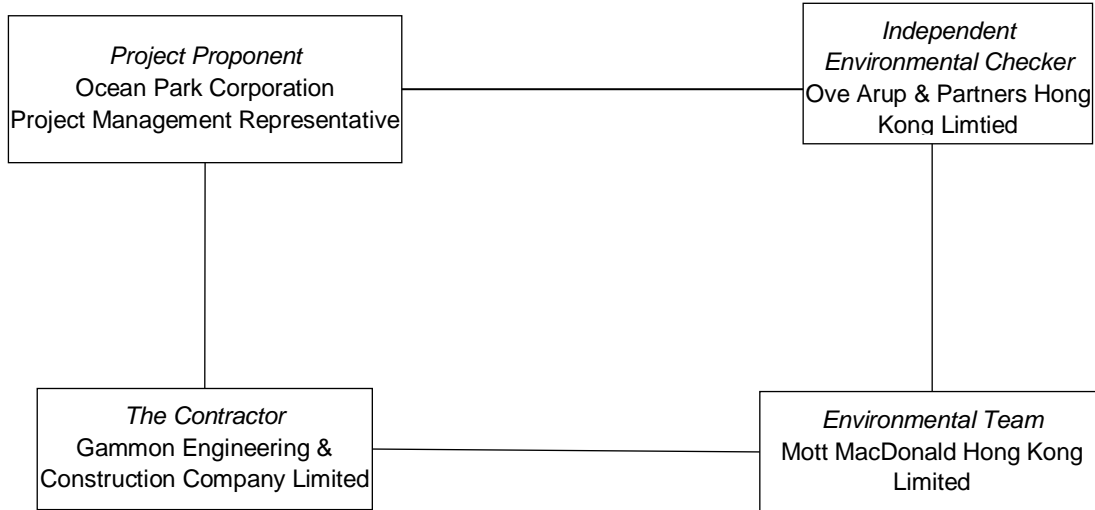 Project Proponent
Ocean Park Corporation
Project Management Representative
Independent
Environmental Checker
Ove Arup & Partners Hong
Kong Limtied
The Contractor
Gammon Engineering &
Construction Company Limited
Environmental Team
Mott MacDonald Hong Kong
Limited